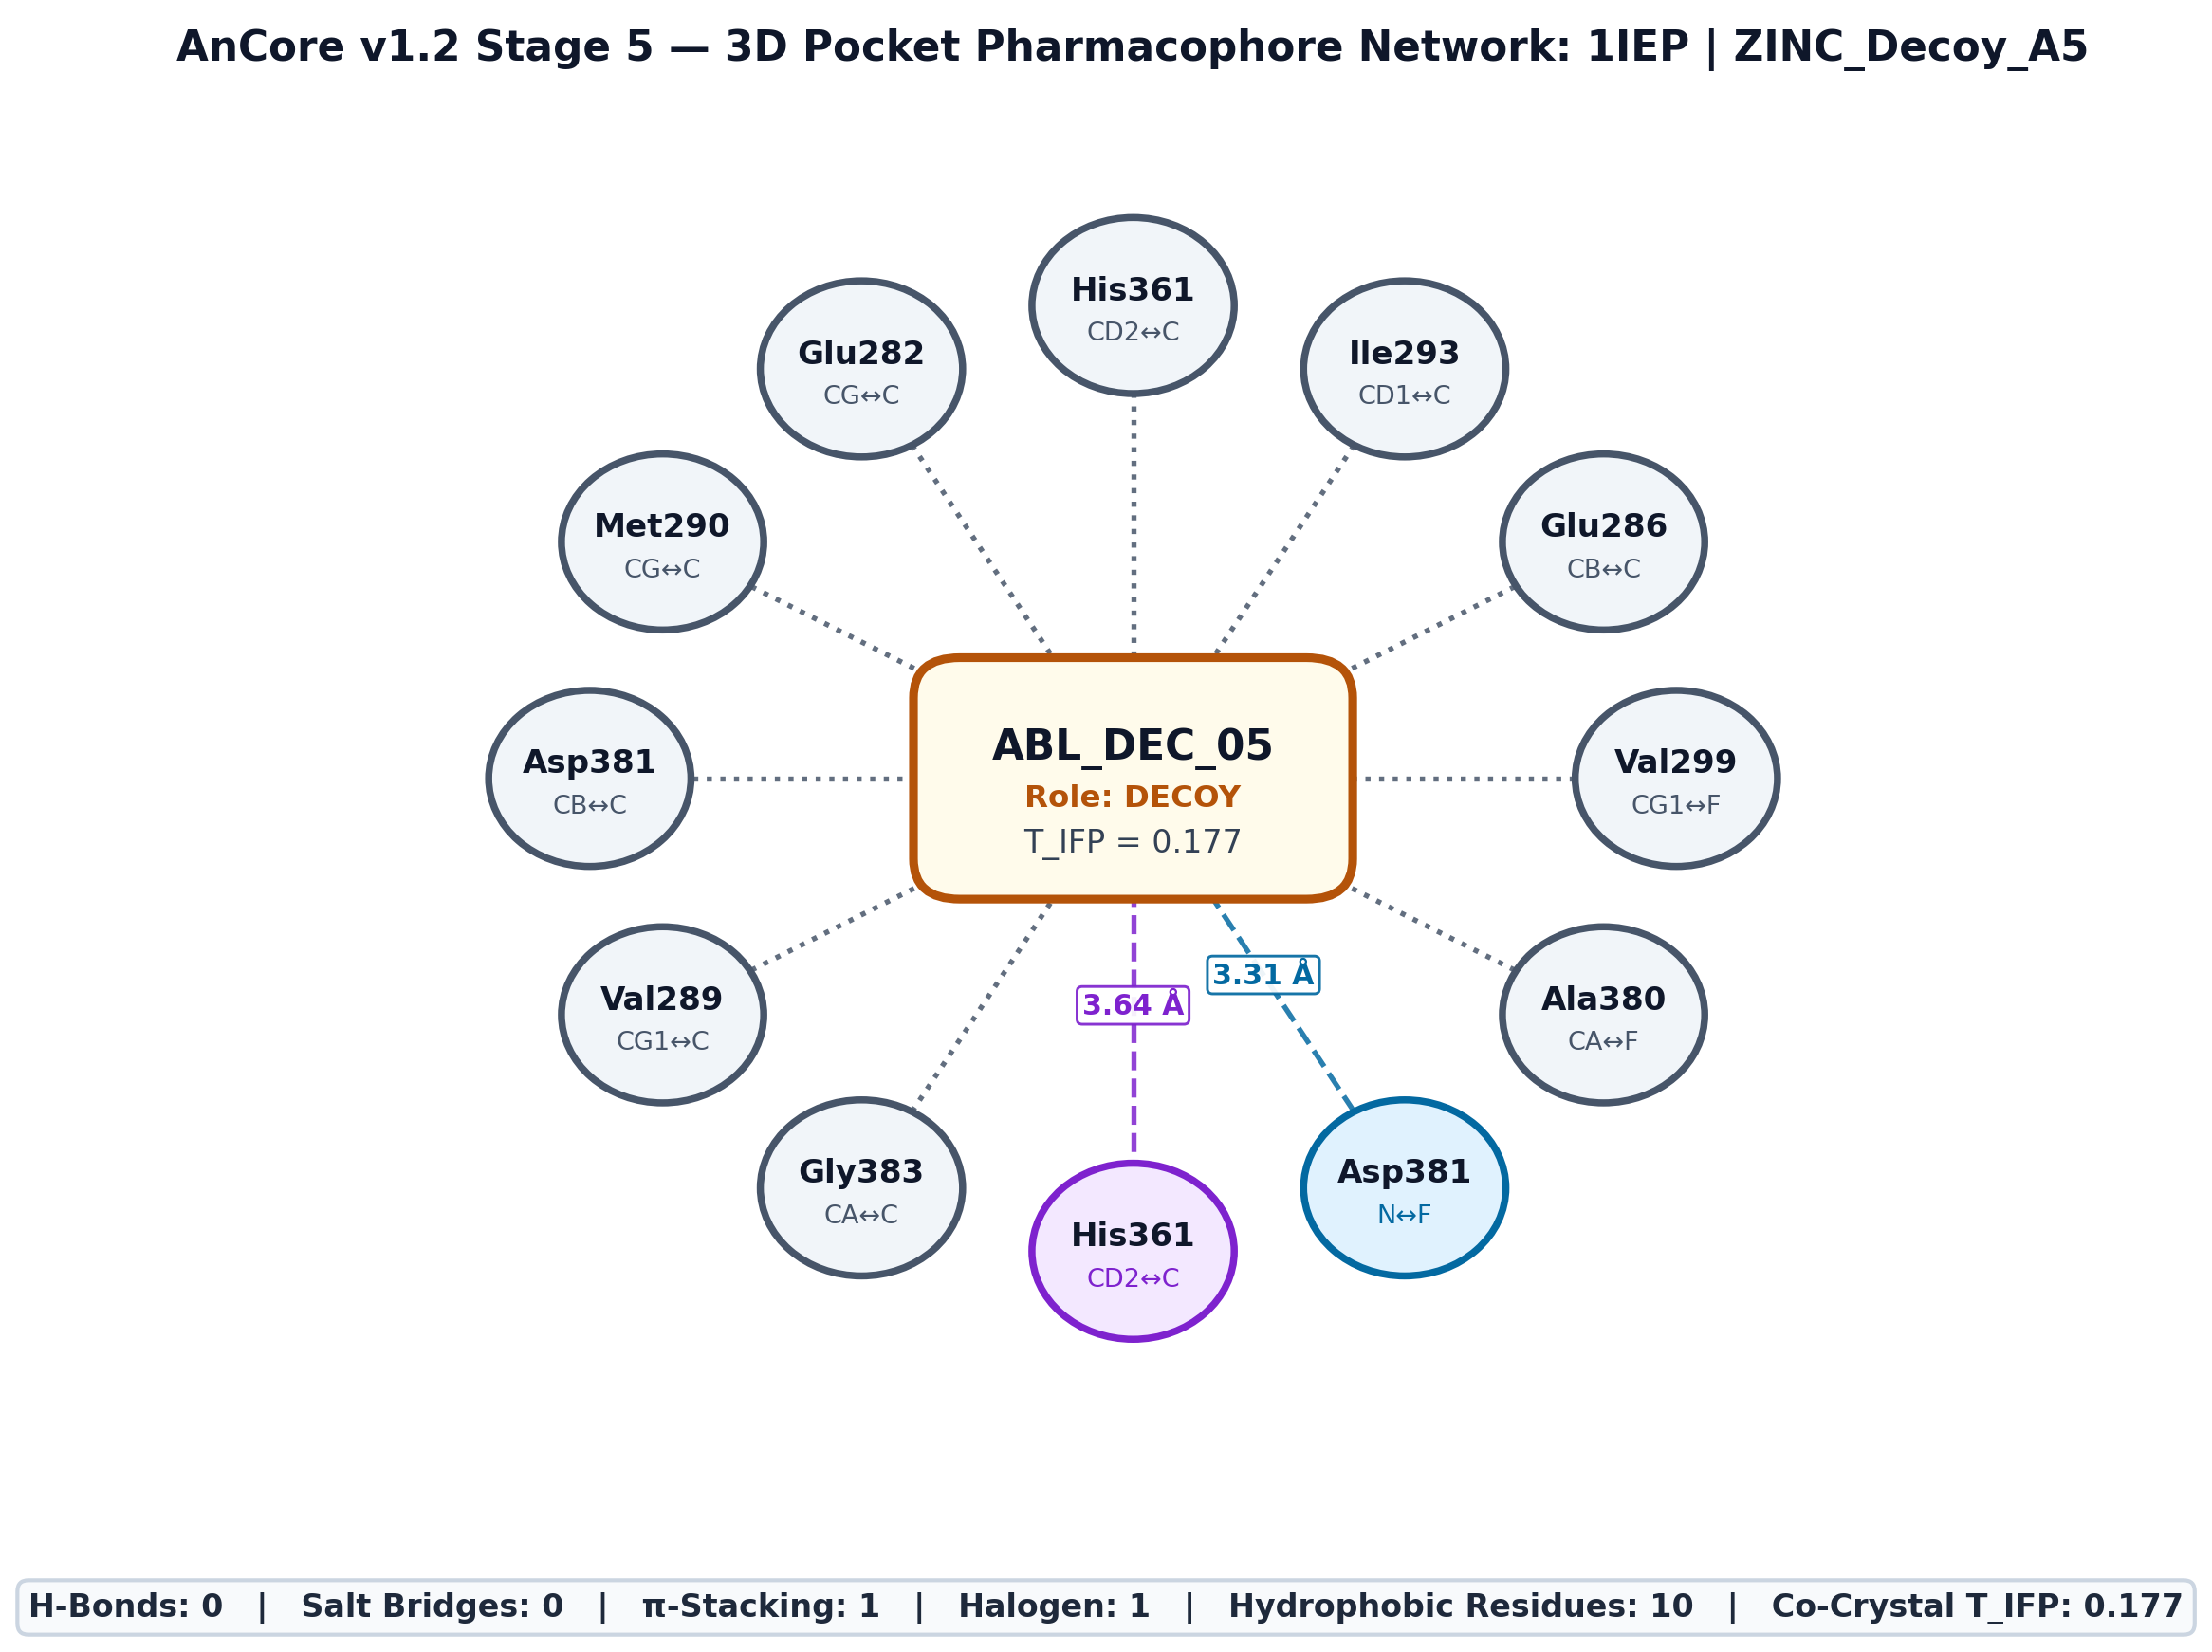 AnCore v1.2 Stage 5 — 3D Pocket Pharmacophore Network: 1IEP | ZINC_Decoy_A5
His361
CD2↔C
Glu282
CG↔C
Ile293
CD1↔C
Met290
CG↔C
Glu286
CB↔C
Asp381
CB↔C
ABL_DEC_05
Role: DECOY
T_IFP = 0.177
Val299
CG1↔F
3.31 Å
3.64 Å
Val289
CG1↔C
Ala380
CA↔F
Gly383
CA↔C
Asp381
N↔F
His361
CD2↔C
H-Bonds: 0 | Salt Bridges: 0 | π-Stacking: 1 | Halogen: 1 | Hydrophobic Residues: 10 | Co-Crystal T_IFP: 0.177